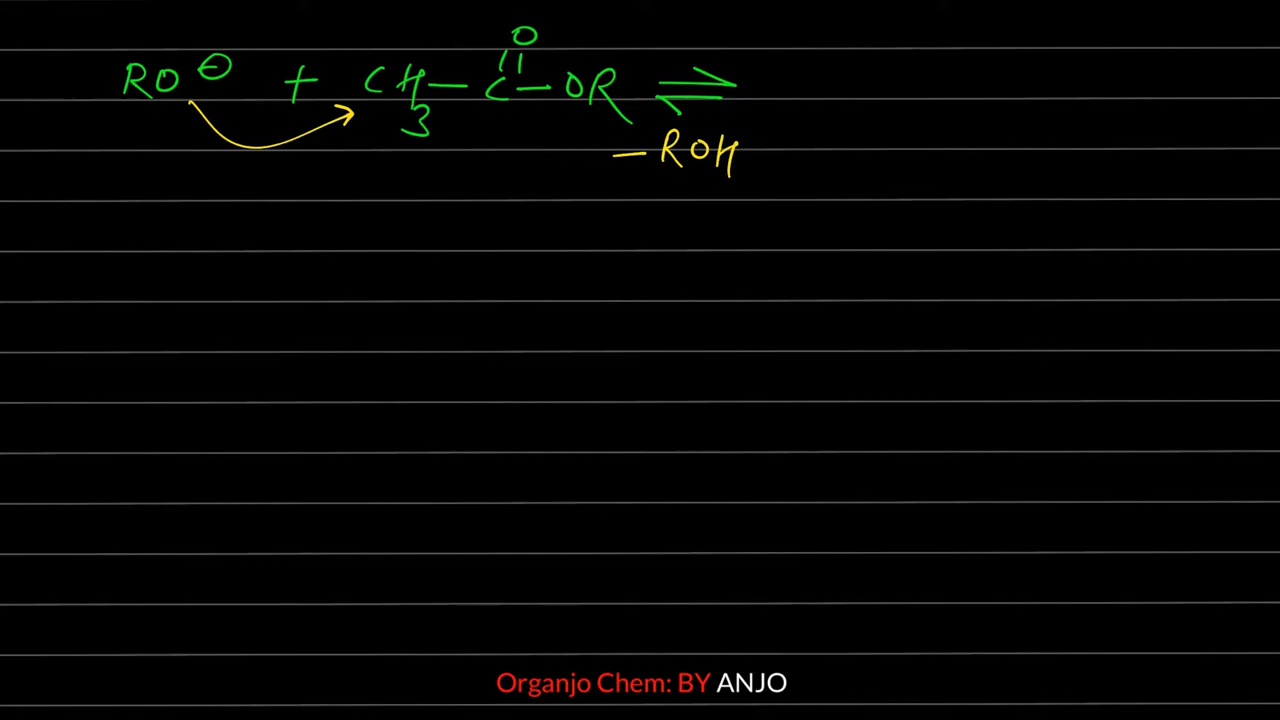 O
RO ⊖ + CH3 — C — OR ⇌
− ROH
Organjo Chem: BY ANJO